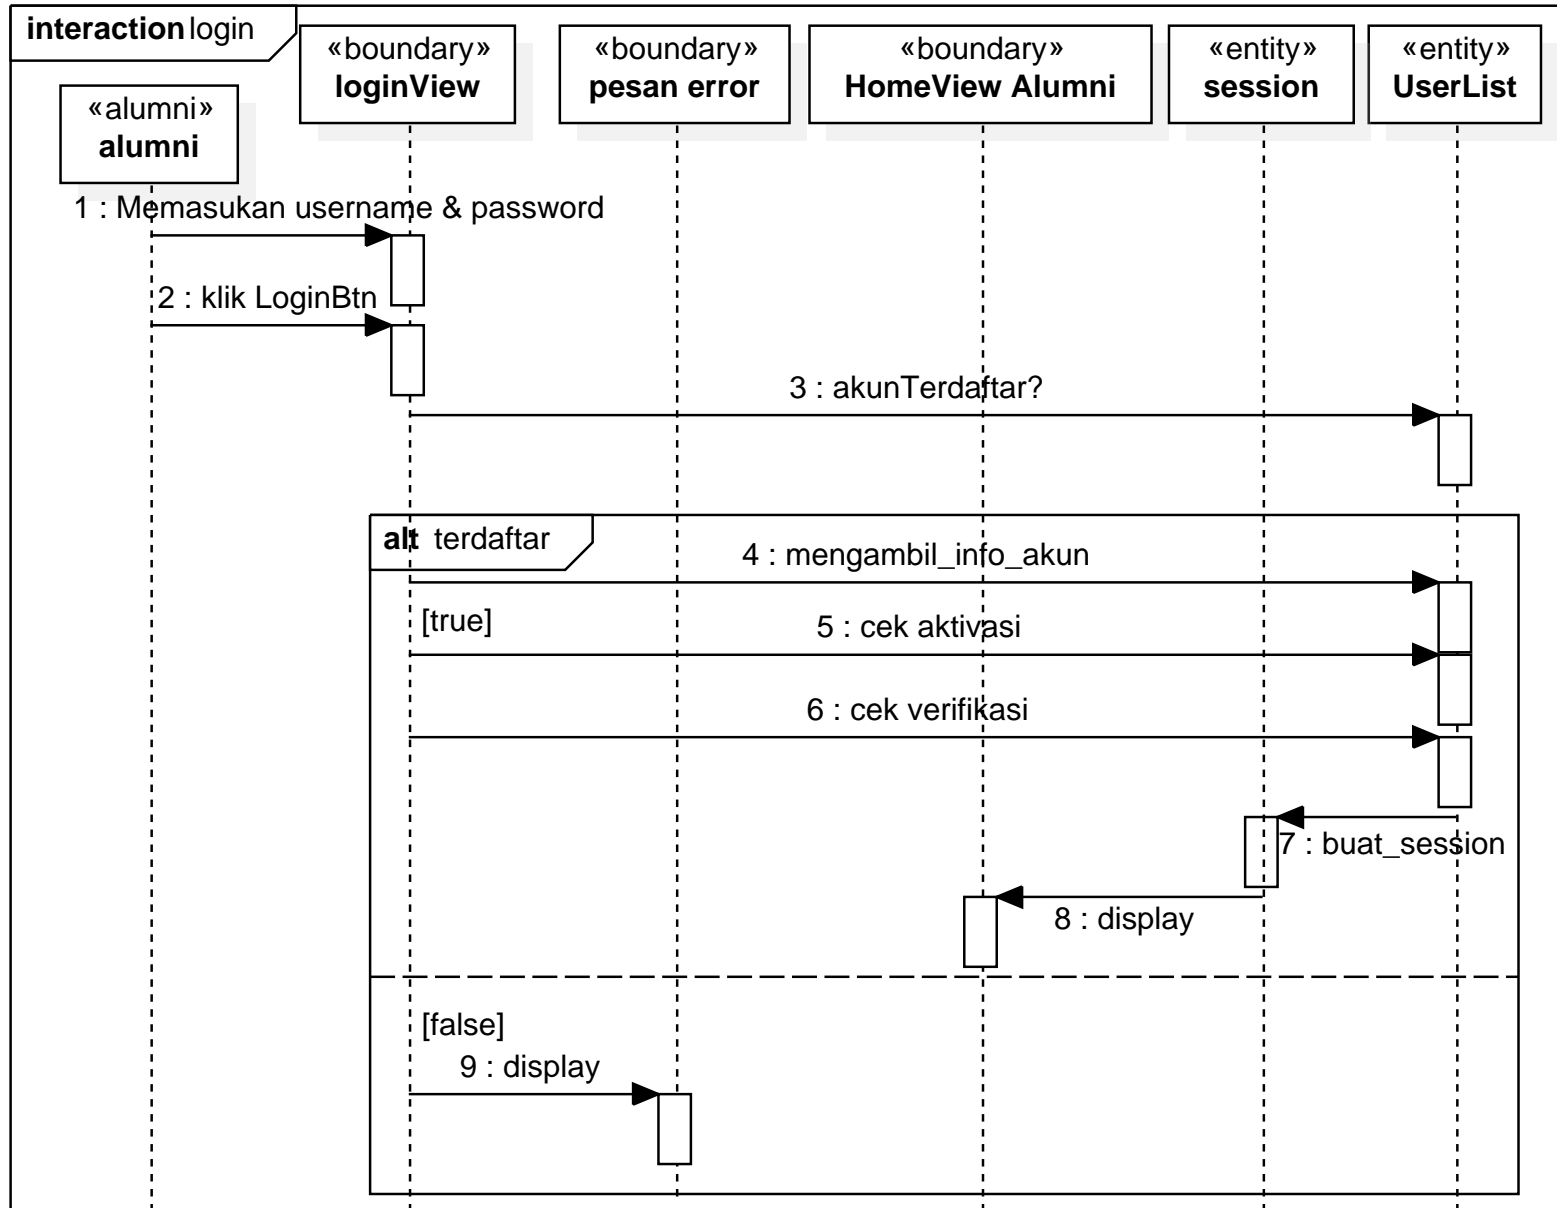 interaction login
«boundary»
loginView
«boundary»
pesan error
«boundary»
HomeView Alumni
«entity»
session
«entity»
UserList
«alumni»
alumni
1 : Memasukan username & password
2 : klik LoginBtn
3 : akunTerdaftar?
alt terdaftar
4 : mengambil_info_akun
[true]
5 : cek aktivasi
6 : cek verifikasi
7 : buat_session
8 : display
[false]
9 : display